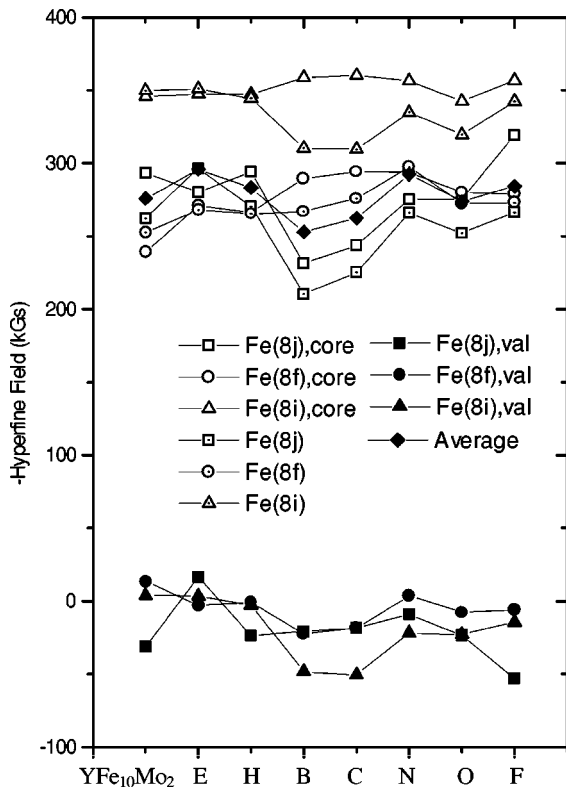 400
300
200
100
0
-100
-Hyperfine Field (kGs)
Fe(8j),core
Fe(8f),core
Fe(8i),core
Fe(8j)
Fe(8f)
Fe(8i)
Fe(8j),val
Fe(8f),val
Fe(8i),val
Average
YFe₁₀Mo₂ E H B C N O F